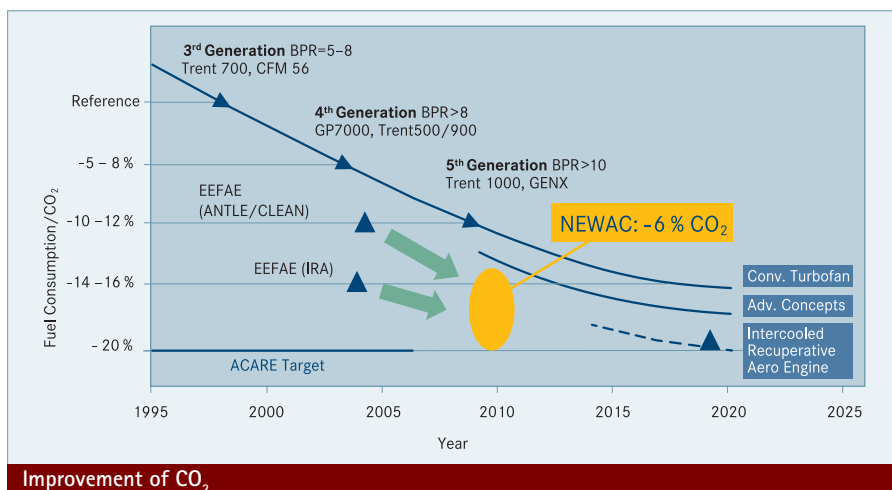 3rd Generation BPR=5–8
Trent 700, CFM 56
Reference
4th Generation BPR>8
GP7000, Trent500/900
-5 – 8 %
5th Generation BPR>10
Trent 1000, GENX
EEFAE
(ANTLE/CLEAN)
-10 – 12%
NEWAC: -6 % CO₂
EEFAE (IRA)
-14 – 16%
Conv. Turbofan
Adv. Concepts
Intercooled
Recuperative
Aero Engine
- 20 %
ACARE Target
Fuel Consumption/CO₂
1995 2000 2005 2010 2015 2020 2025
Year
Improvement of CO₂